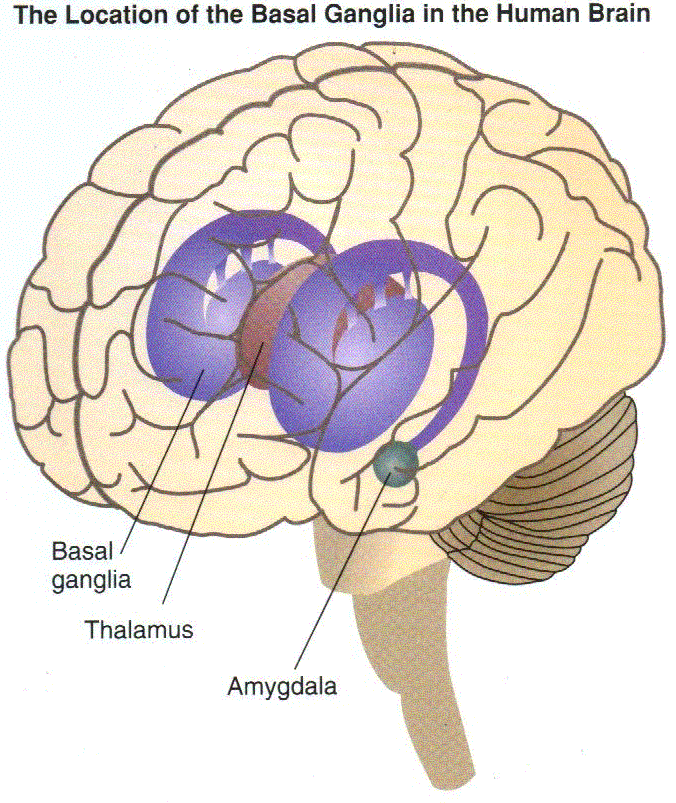 The Location of the Basal Ganglia in the Human Brain
Basal
ganglia
Thalamus
Amygdala